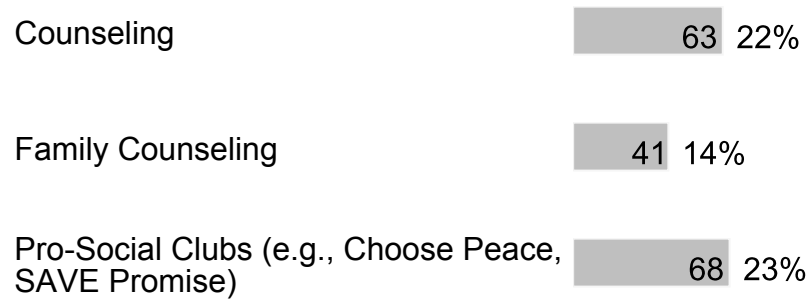 Counseling 63 22%
Family Counseling 41 14%
Pro-Social Clubs (e.g., Choose Peace,
SAVE Promise) 68 23%